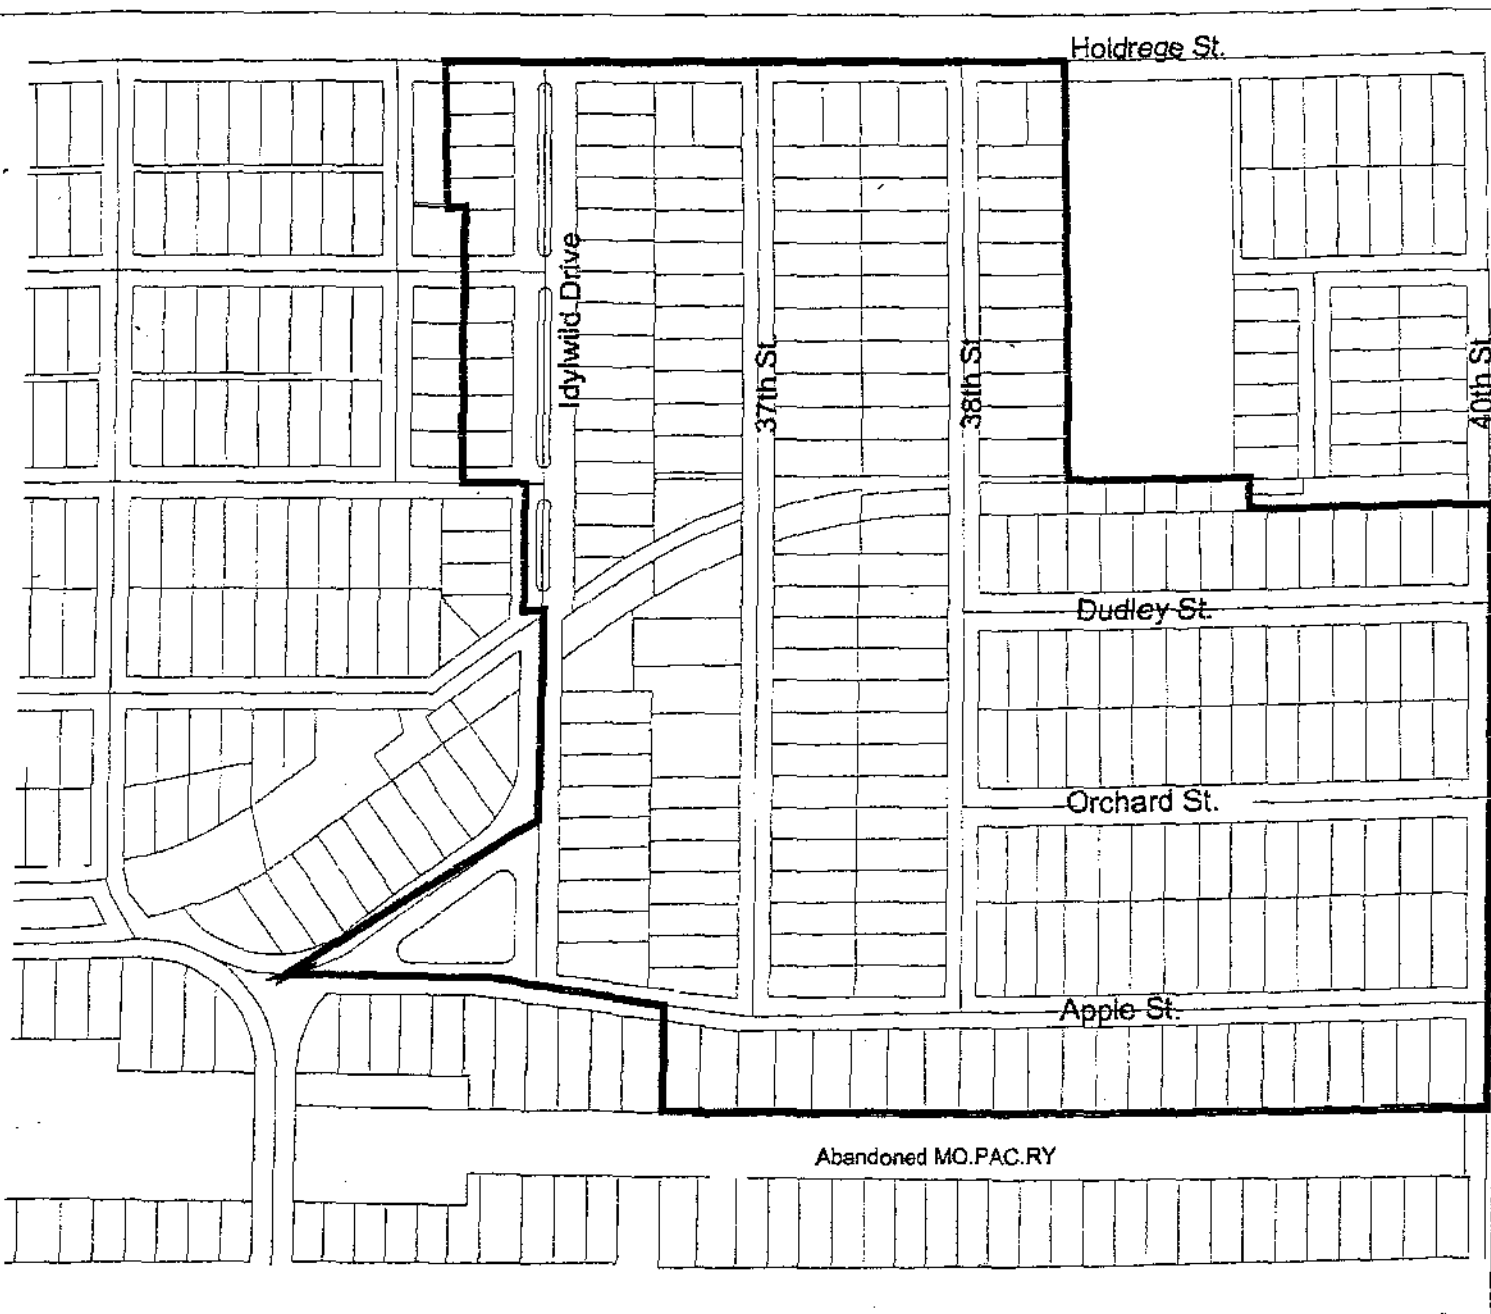 Holdrege St.
Idylwild Drive
37th St.
38th St.
40th St.
Dudley St.
Orchard St.
Apple St.
Abandoned MO.PAC.RY